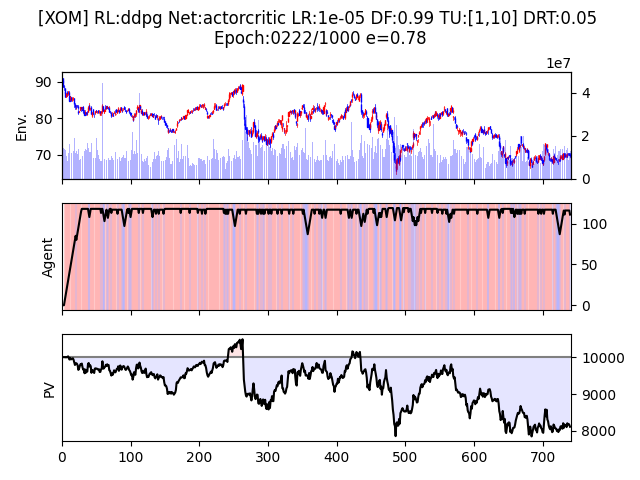 [XOM] RL:ddpg Net:actorcritic LR:1e-05 DF:0.99 TU:[1,10] DRT:0.05
Epoch:0222/1000 e=0.78
1e7
90
80
70
Env.
4
2
0
Agent
100
50
0
PV
10000
9000
8000
0 100 200 300 400 500 600 700